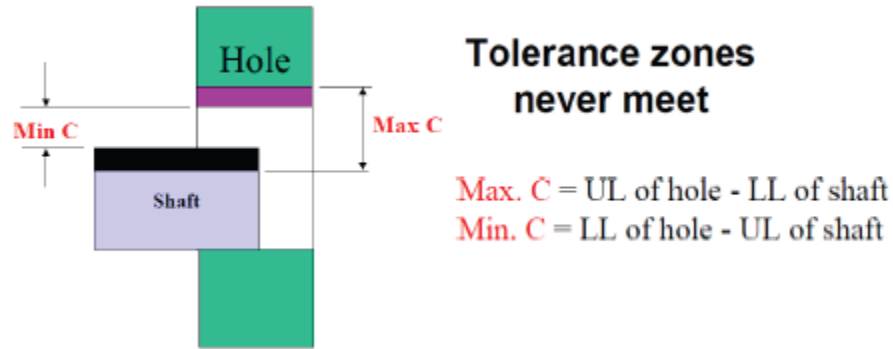 Hole
Tolerance zones
never meet
Min C
Max C
Shaft
Max. C = UL of hole - LL of shaft
Min. C = LL of hole - UL of shaft